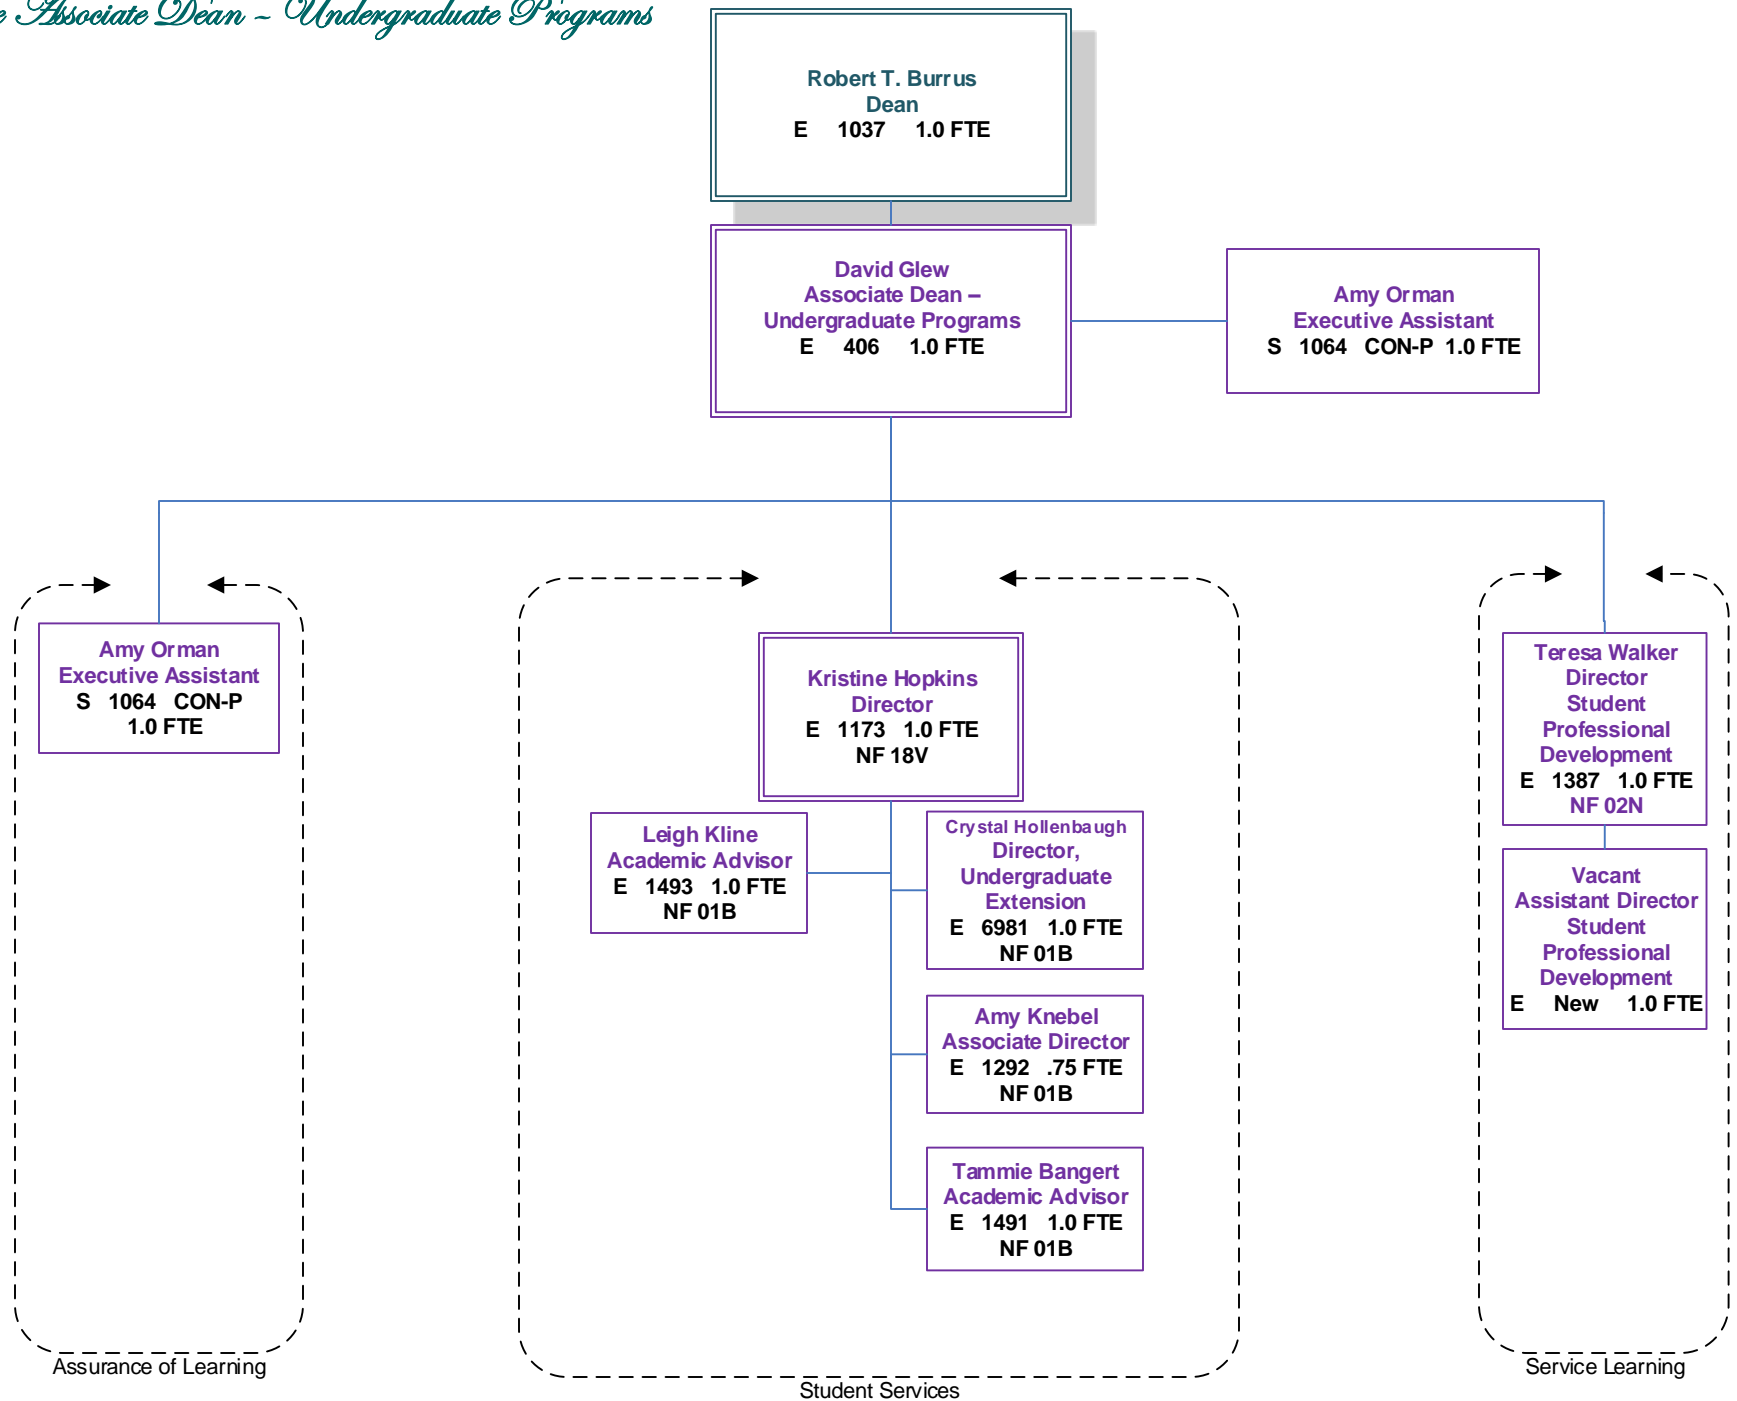 Associate Dean ~ Undergraduate Programs
Robert T. Burrus
Dean
E 1037 1.0 FTE
David Glew
Associate Dean –
Undergraduate Programs
E 406 1.0 FTE
Amy Orman
Executive Assistant
S 1064 CON-P 1.0 FTE
Amy Orman
Executive Assistant
S 1064 CON-P
1.0 FTE
Kristine Hopkins
Director
E 1173 1.0 FTE
NF 18V
Teresa Walker
Director
Student
Professional
Development
E 1387 1.0 FTE
NF 02N
Leigh Kline
Academic Advisor
E 1493 1.0 FTE
NF 01B
Crystal Hollenbaugh
Director,
Undergraduate
Extension
E 6981 1.0 FTE
NF 01B
Vacant
Assistant Director
Student
Professional
Development
E New 1.0 FTE
Amy Knebel
Associate Director
E 1292 .75 FTE
NF 01B
Tammie Bangert
Academic Advisor
E 1491 1.0 FTE
NF 01B
Assurance of Learning
Student Services
Service Learning